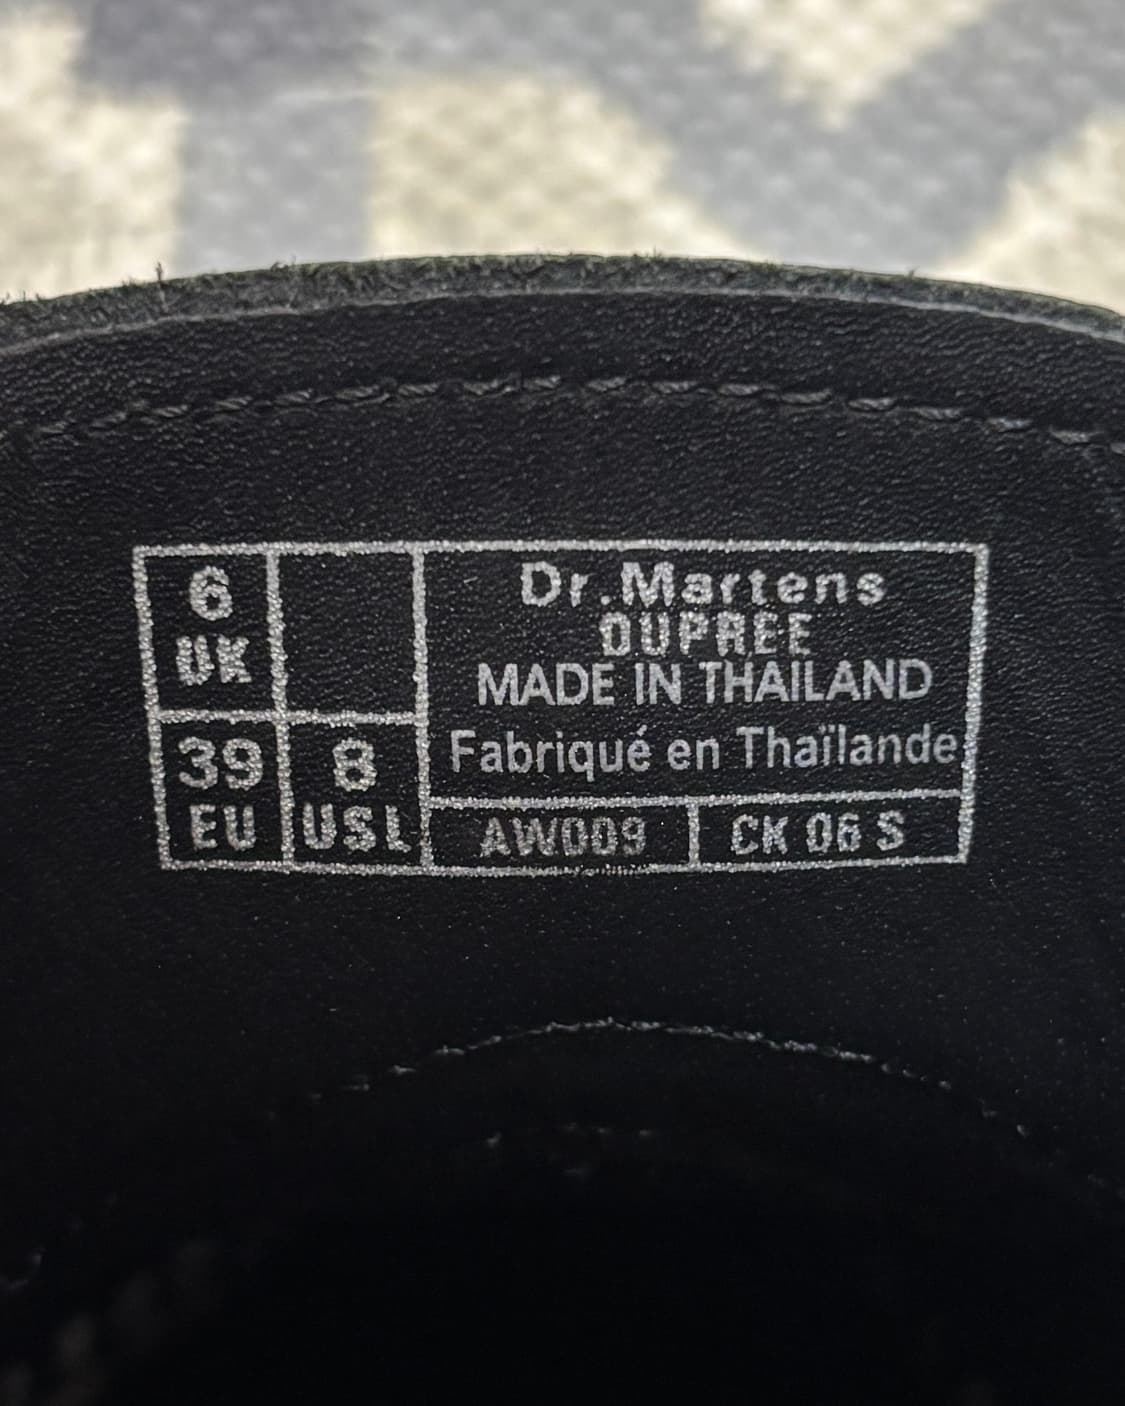 6
UK
39
EU
8
USL
Dr.Martens
DUPREE
MADE IN THAILAND
Fabriqué en Thaïlande
AW009
CK 06 S